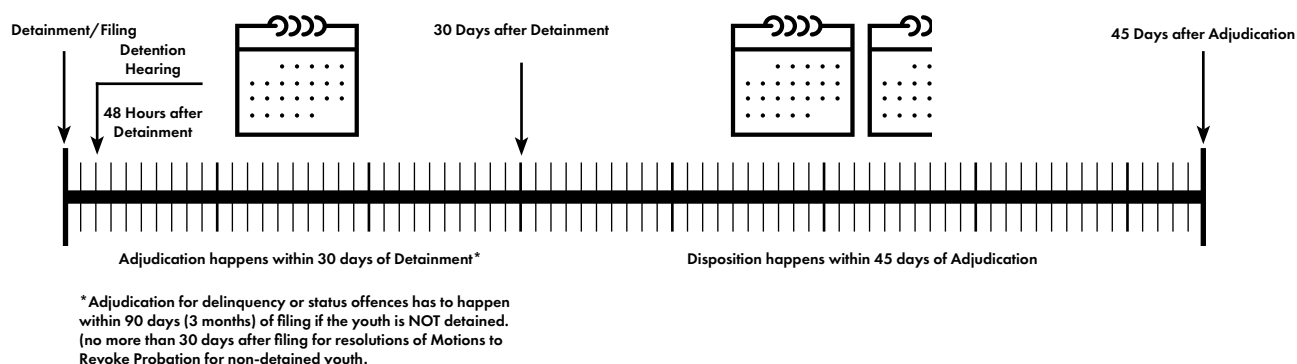 Detainment/Filing
Detention
Hearing
48 Hours after
Detainment
30 Days after Detainment
45 Days after Adjudication
Adjudication happens within 30 days of Detainment*
Disposition happens within 45 days of Adjudication
*Adjudication for delinquency or status offences has to happen
within 90 days (3 months) of filing if the youth is NOT detained.
(no more than 30 days after filing for resolutions of Motions to
Revoke Probation for non-detained youth.